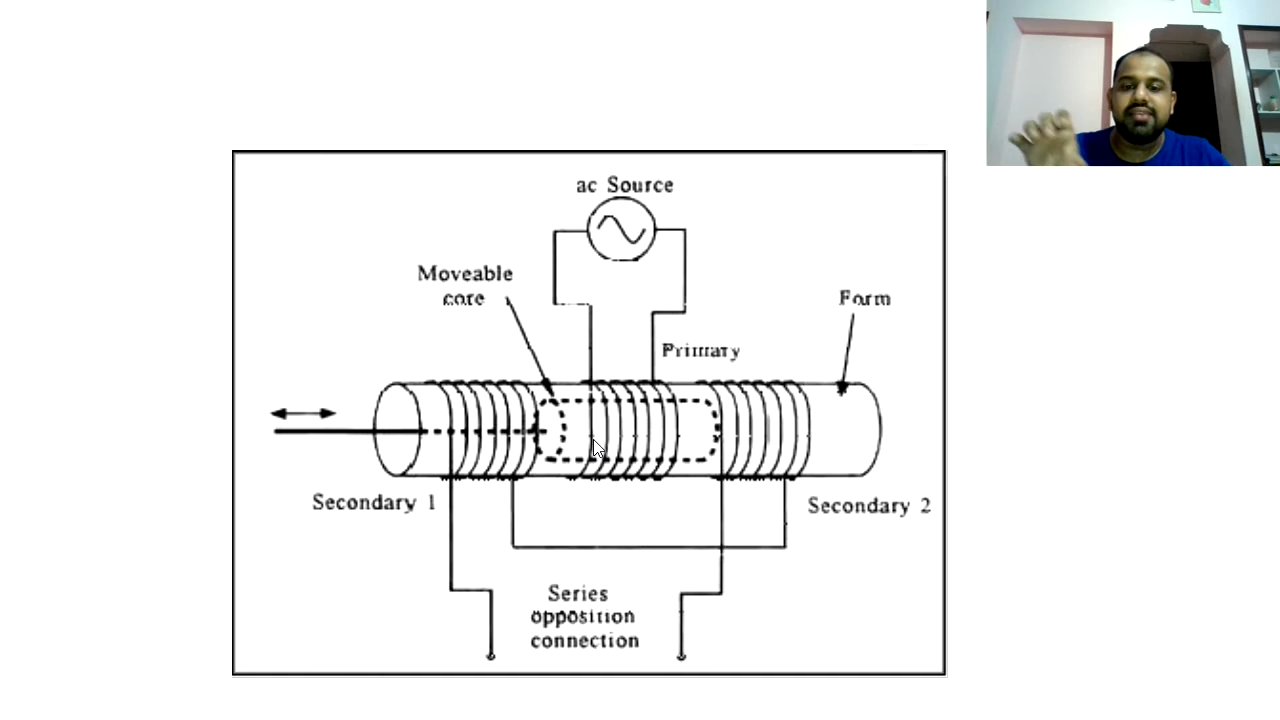 ac Source
Moveable
core
Form
Primary
Secondary 1
Secondary 2
Series
opposition
connection